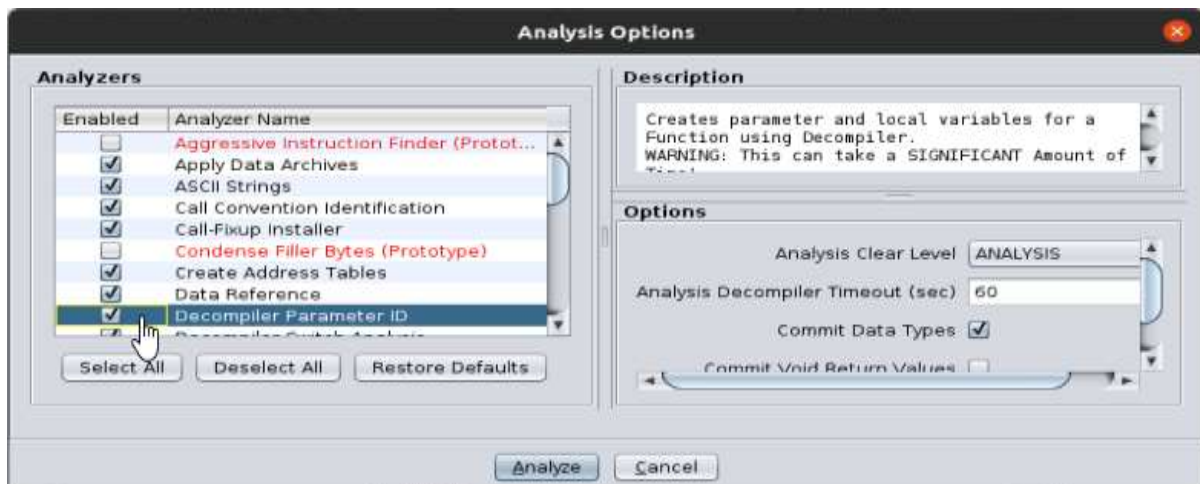 Analysis Options
Analyzers
Enabled Analyzer Name
Aggressive Instruction Finder (Protot...
Apply Data Archives
ASCII Strings
Call Convention Identification
Call-Fixup Installer
Condense Filler Bytes (Prototype)
Create Address Tables
Data Reference
Decompiler Parameter ID
Decompiler Switch Analysis
Select All Deselect All Restore Defaults
Description
Creates parameter and local variables for a
Function using Decompiler.
WARNING: This can take a SIGNIFICANT Amount of
Options
Analysis Clear Level ANALYSIS
Analysis Decompiler Timeout (sec) 60
Commit Data Types
Commit Void Return Values
Analyze Cancel